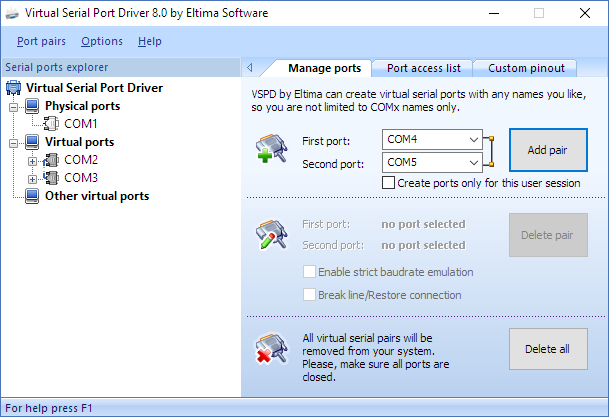 Virtual Serial Port Driver 8.0 by Eltima Software
Port pairs Options Help
Serial ports explorer
Virtual Serial Port Driver
Physical ports
COM1
Virtual ports
COM2
COM3
Other virtual ports
Manage ports Port access list Custom pinout
VSPD by Eltima can create virtual serial ports with any names you like,
so you are not limited to COMx names only.
First port: COM4
Second port: COM5
Add pair
Create ports only for this user session
First port: no port selected
Second port: no port selected
Delete pair
Enable strict baudrate emulation
Break line/Restore connection
All virtual serial pairs will be
removed from your system.
Please, make sure all ports are
closed.
Delete all
For help press F1